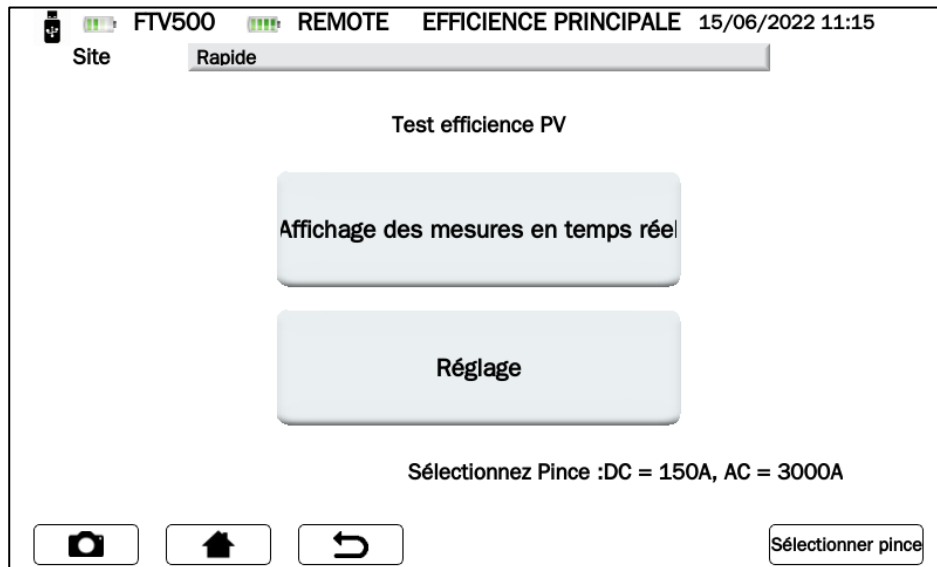 FTV500 REMOTE EFFICIENCE PRINCIPALE 15/06/2022 11:15
Site Rapide
Test efficience PV
Affichage des mesures en temps réel
Réglage
Sélectionnez Pince :DC = 150A, AC = 3000A
Sélectionner pince